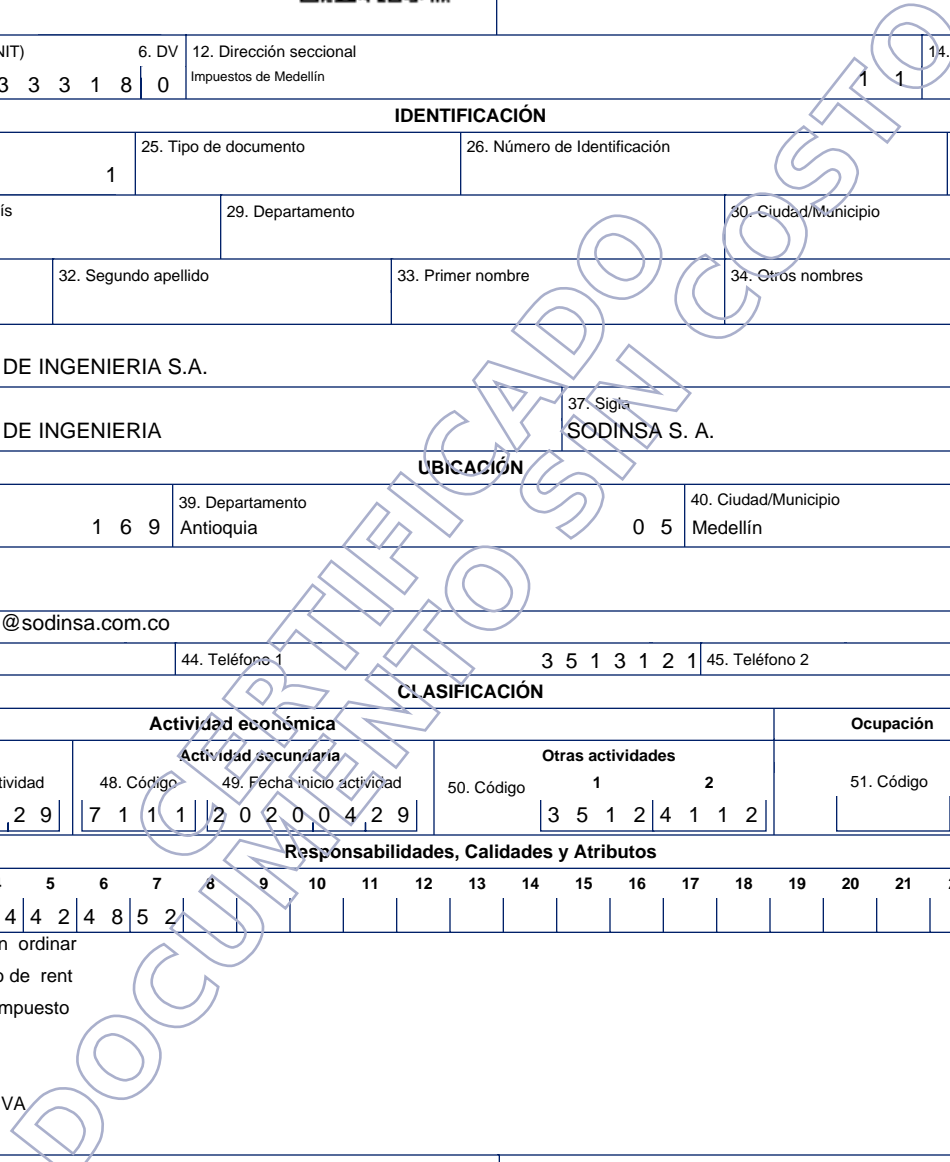 NIT) 6. DV 12. Dirección seccional 14.
3 3 3 1 8 0 Impuestos de Medellín 1 1
IDENTIFICACIÓN
25. Tipo de documento 26. Número de Identificación
1
ís 29. Departamento 30. Ciudad/Municipio
32. Segundo apellido 33. Primer nombre 34. Otros nombres
DE INGENIERIA S.A.
37. Sigla
DE INGENIERIA SODINSA S. A.
UBICACIÓN
39. Departamento 40. Ciudad/Municipio
1 6 9 Antioquia 0 5 Medellín
@sodinsa.com.co
44. Teléfono 1 3 5 1 3 1 2 1 45. Teléfono 2
CLASIFICACIÓN
Actividad económica Ocupación
Actividad secundaria Otras actividades
tividad 48. Código 49. Fecha inicio actividad 50. Código 1 2 51. Código
2 9 7 1 1 1 2 0 2 0 0 4 2 9 3 5 1 2 4 1 1 2
Responsabilidades, Calidades y Atributos
5 6 7 8 9 10 11 12 13 14 15 16 17 18 19 20 21
4 4 2 4 8 5 2
n ordinar
o de rent
mpuesto
VA
CERTIFICADO
DOCUMENTO SIN COSTO